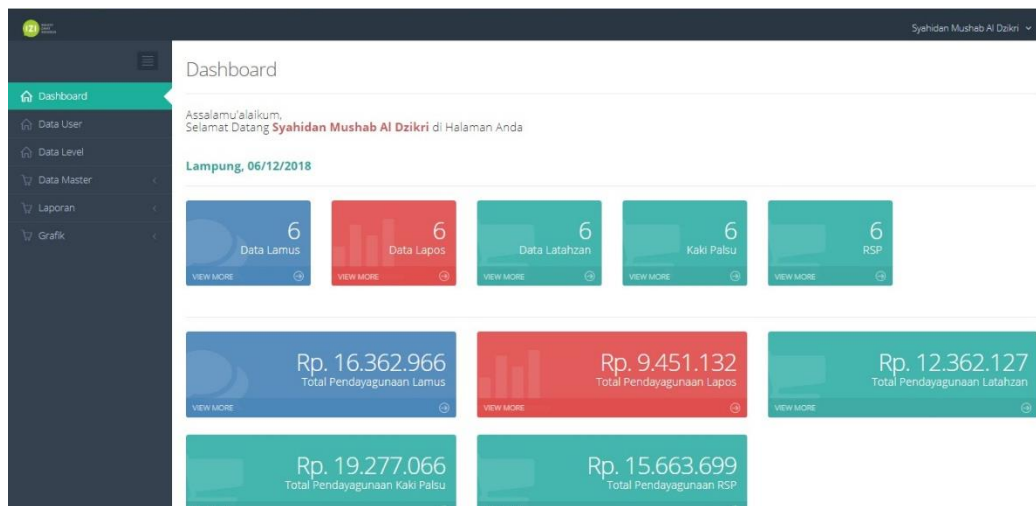 IZI
Syahidan Mushab Al Dzikri
Dashboard
Dashboard
Data User
Data Level
Data Master
Laporan
Grafik
Assalamu'alaikum,
Selamat Datang Syahidan Mushab Al Dzikri di Halaman Anda
Lampung, 06/12/2018
6
Data Lamus
VIEW MORE
6
Data Lapos
VIEW MORE
6
Data Latahzan
VIEW MORE
6
Kaki Palsu
VIEW MORE
6
RSP
VIEW MORE
Rp. 16.362.966
Total Pendayagunaan Lamus
VIEW MORE
Rp. 9.451.132
Total Pendayagunaan Lapos
VIEW MORE
Rp. 12.362.127
Total Pendayagunaan Latahzan
VIEW MORE
Rp. 19.277.066
Total Pendayagunaan Kaki Palsu
Rp. 15.663.699
Total Pendayagunaan RSP